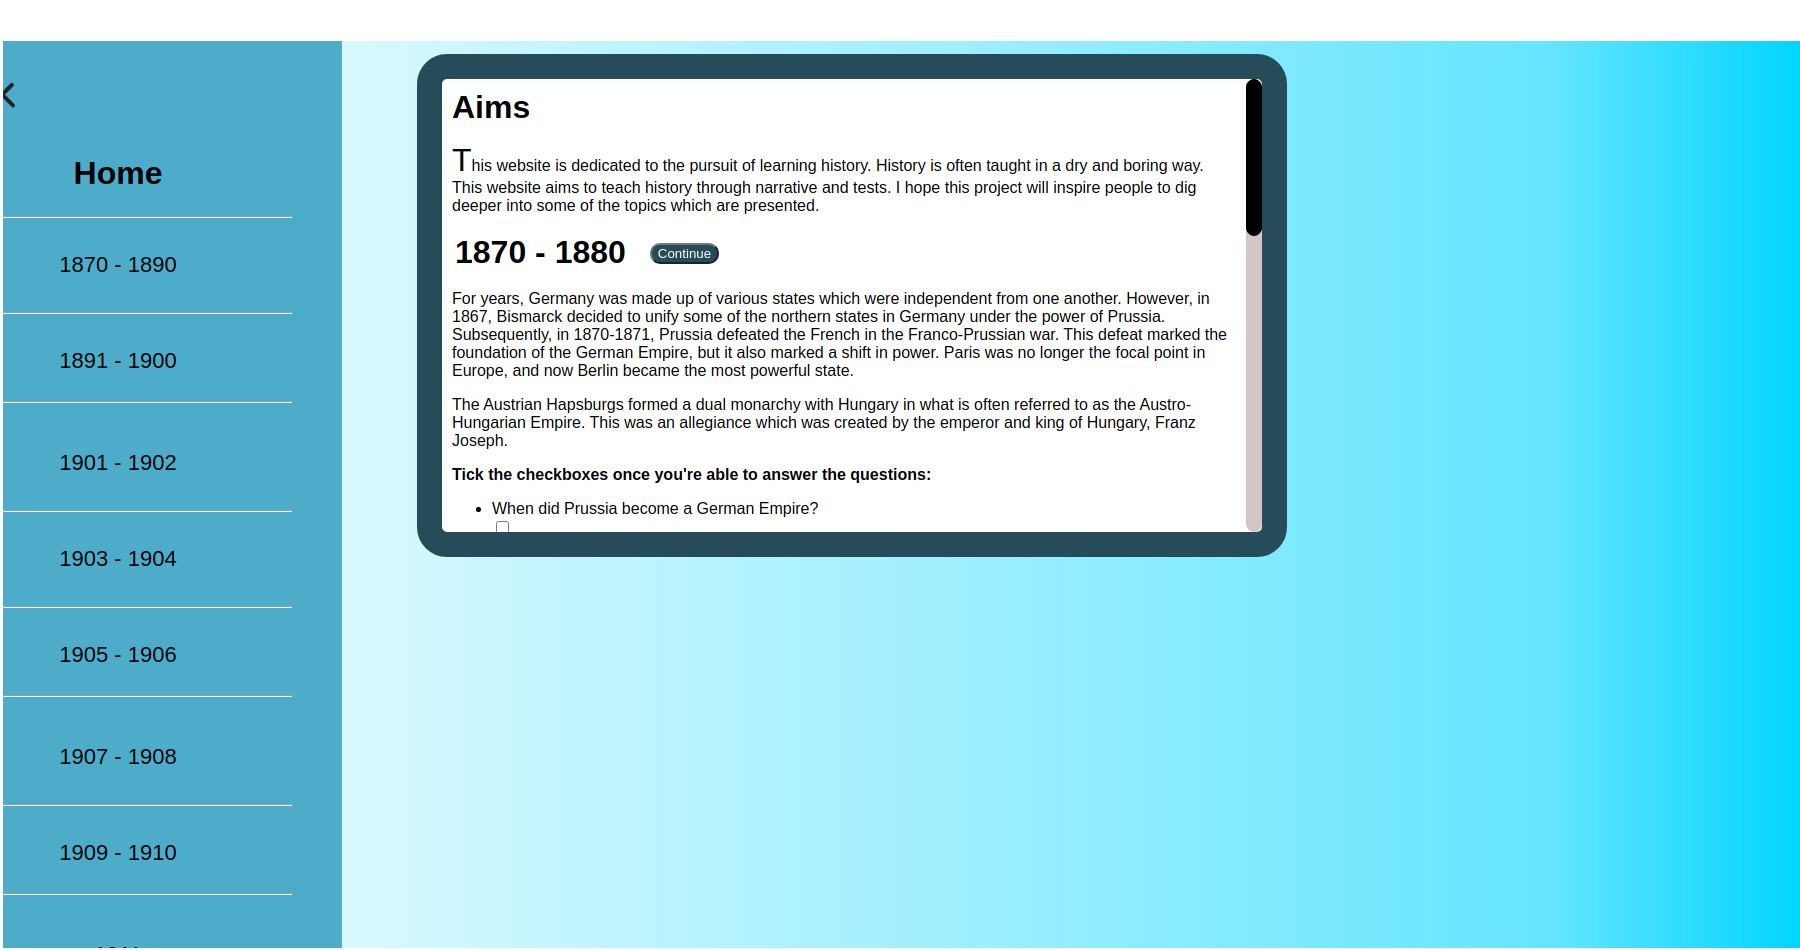 Home
1870 - 1890
1891 - 1900
1901 - 1902
1903 - 1904
1905 - 1906
1907 - 1908
1909 - 1910
Aims
This website is dedicated to the pursuit of learning history. History is often taught in a dry and boring way.
This website aims to teach history through narrative and tests. I hope this project will inspire people to dig
deeper into some of the topics which are presented.
1870 - 1880 Continue
For years, Germany was made up of various states which were independent from one another. However, in
1867, Bismarck decided to unify some of the northern states in Germany under the power of Prussia.
Subsequently, in 1870-1871, Prussia defeated the French in the Franco-Prussian war. This defeat marked the
foundation of the German Empire, but it also marked a shift in power. Paris was no longer the focal point in
Europe, and now Berlin became the most powerful state.
The Austrian Hapsburgs formed a dual monarchy with Hungary in what is often referred to as the Austro-
Hungarian Empire. This was an allegiance which was created by the emperor and king of Hungary, Franz
Joseph.
Tick the checkboxes once you're able to answer the questions:
When did Prussia become a German Empire?